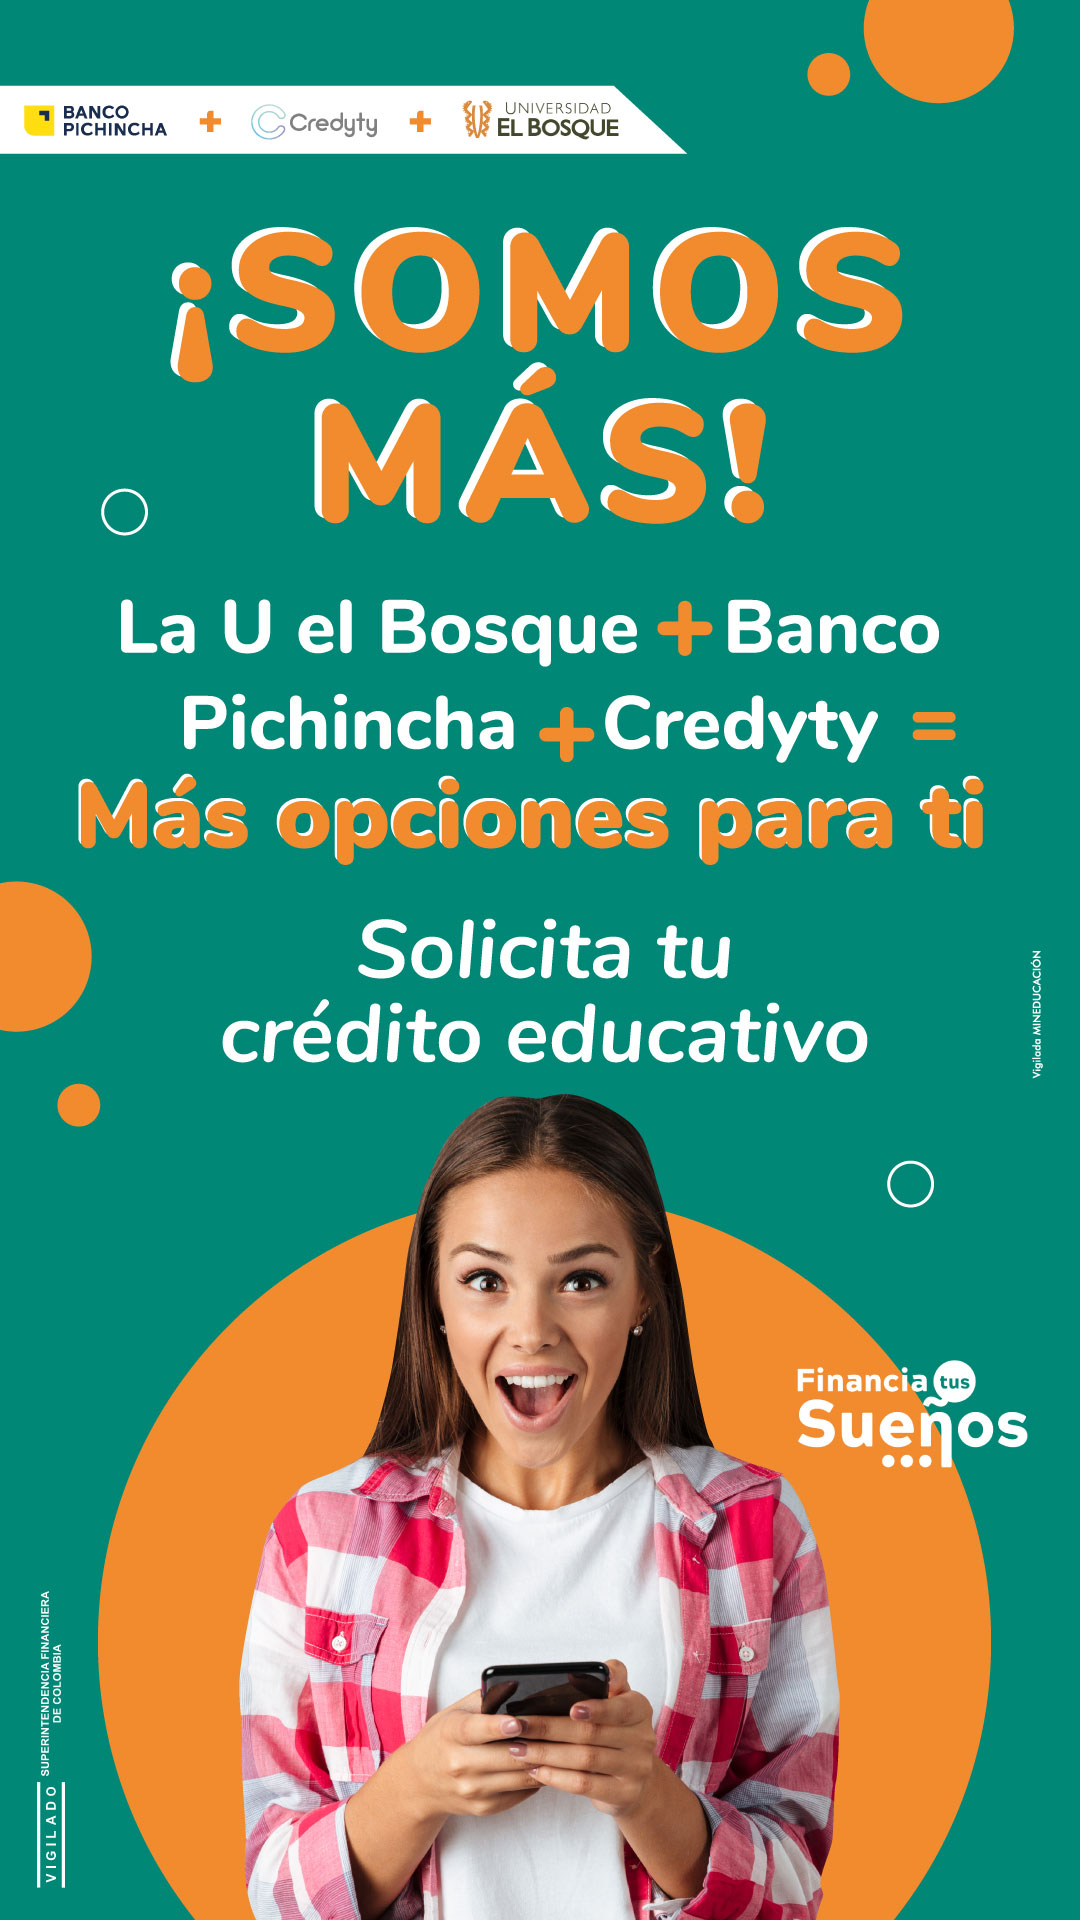 BANCO
PICHINCHA
+
Credyty
+
UNIVERSIDAD
EL BOSQUE
¡SOMOS
MÁS!
La U el Bosque + Banco
Pichincha + Credyty =
Más opciones para ti
Solicita tu
crédito educativo
Vigilada MINEDUCACIÓN
Financia tus
Sueños
VIGILADO SUPERINTENDENCIA FINANCIERA
DE COLOMBIA